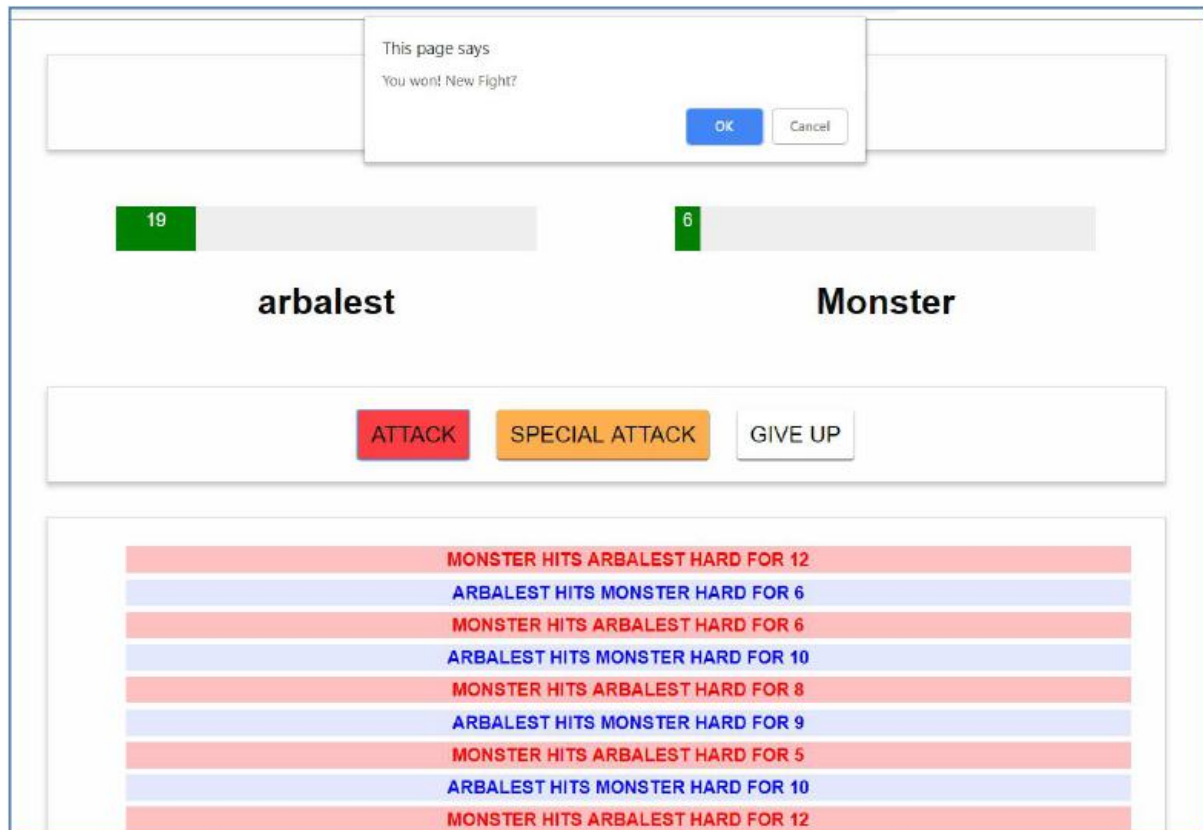 This page says
You won! New Fight?
OK Cancel
19 6
arbalest Monster
ATTACK SPECIAL ATTACK GIVE UP
MONSTER HITS ARBALEST HARD FOR 12
ARBALEST HITS MONSTER HARD FOR 6
MONSTER HITS ARBALEST HARD FOR 6
ARBALEST HITS MONSTER HARD FOR 10
MONSTER HITS ARBALEST HARD FOR 8
ARBALEST HITS MONSTER HARD FOR 9
MONSTER HITS ARBALEST HARD FOR 5
ARBALEST HITS MONSTER HARD FOR 10
MONSTER HITS ARBALEST HARD FOR 12